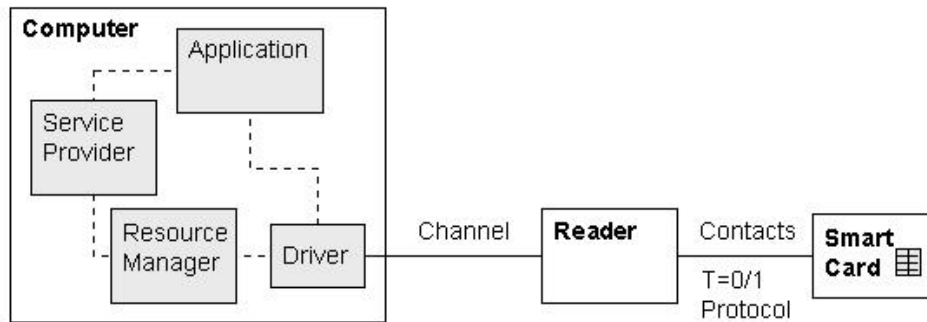 Computer
Application
Service
Provider
Resource
Manager
Driver
Channel
Reader
Contacts
T=0/1
Protocol
Smart
Card